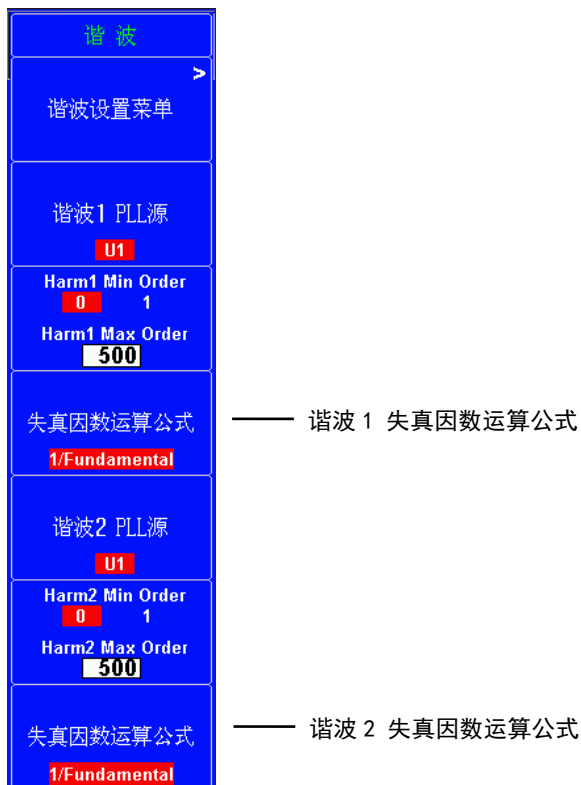 谐 波
>
谐波设置菜单
谐波1 PLL源
U1
Harm1 Min Order
0 1
Harm1 Max Order
500
失真因数运算公式 谐波 1 失真因数运算公式
1/Fundamental
谐波2 PLL源
U1
Harm2 Min Order
0 1
Harm2 Max Order
500
失真因数运算公式 谐波 2 失真因数运算公式
1/Fundamental